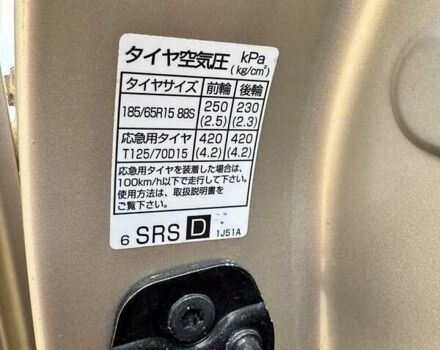 タイヤ空気圧 kPa (kg/cm²)
タイヤサイズ 前輪 後輪
185/65R15 88S 250 (2.5) 230 (2.3)
応急用タイヤ T125/70D15 420 (4.2) 420 (4.2)
応急用タイヤを装着した場合は、
100km/h以下で走行して下さい。
使用方法は、取扱説明書を
ご覧下さい。
6 SRS D 1J51A